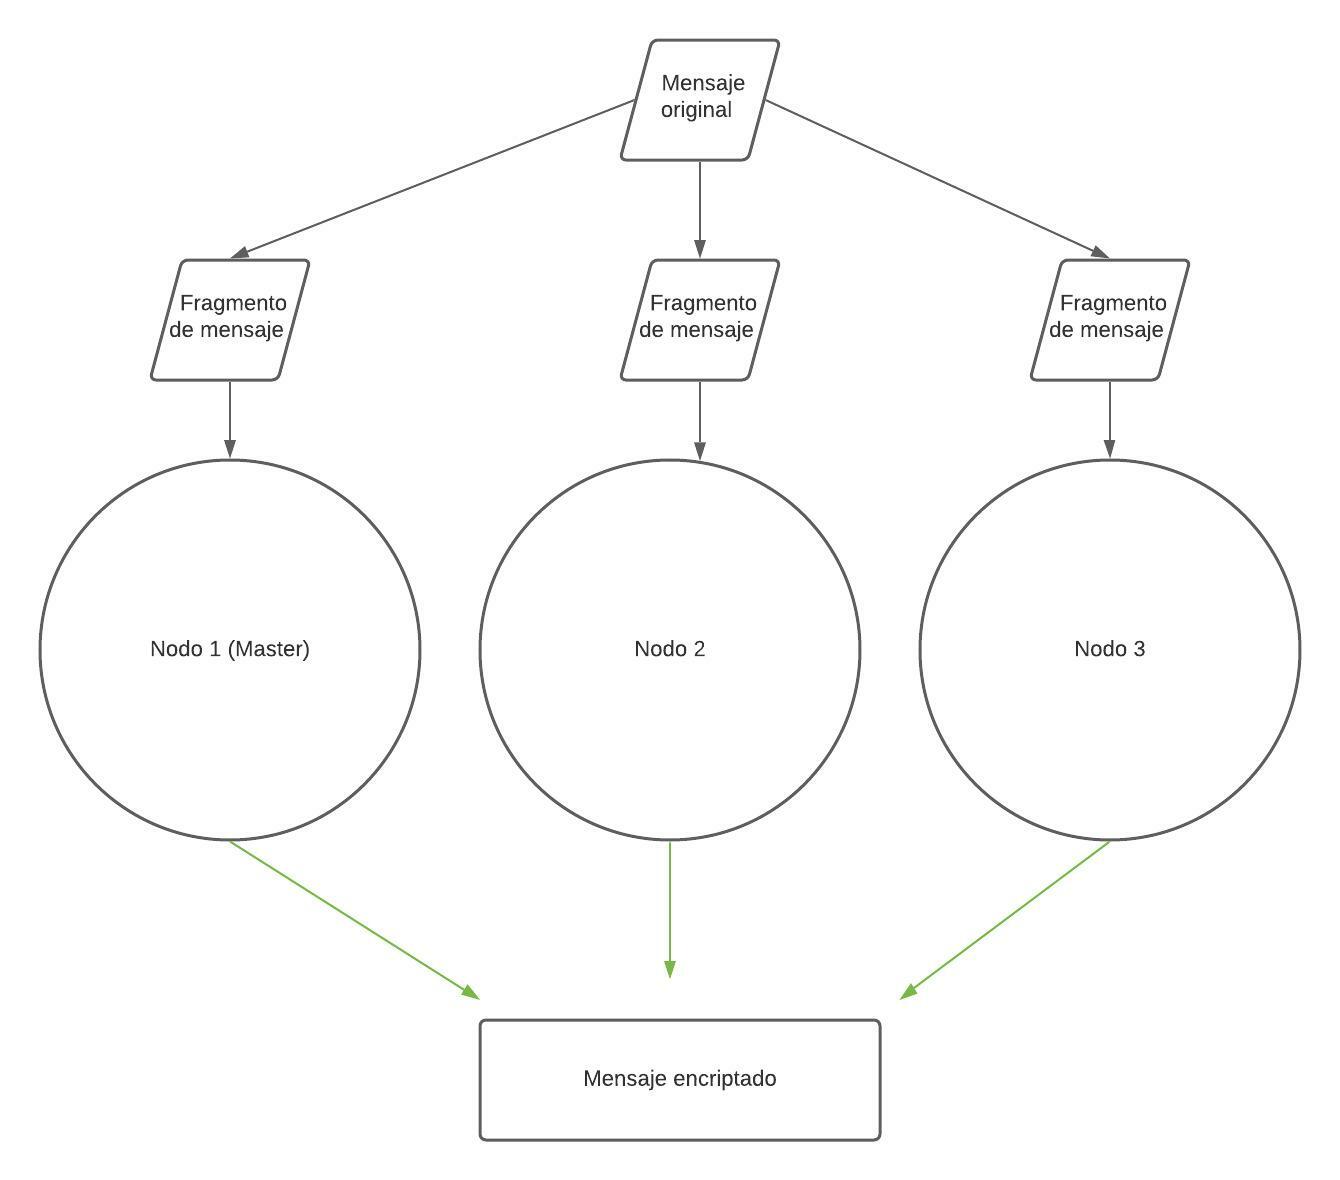 Mensaje
original
Fragmento
de mensaje
Fragmento
de mensaje
Fragmento
de mensaje
Nodo 1 (Master)
Nodo 2
Nodo 3
Mensaje encriptado